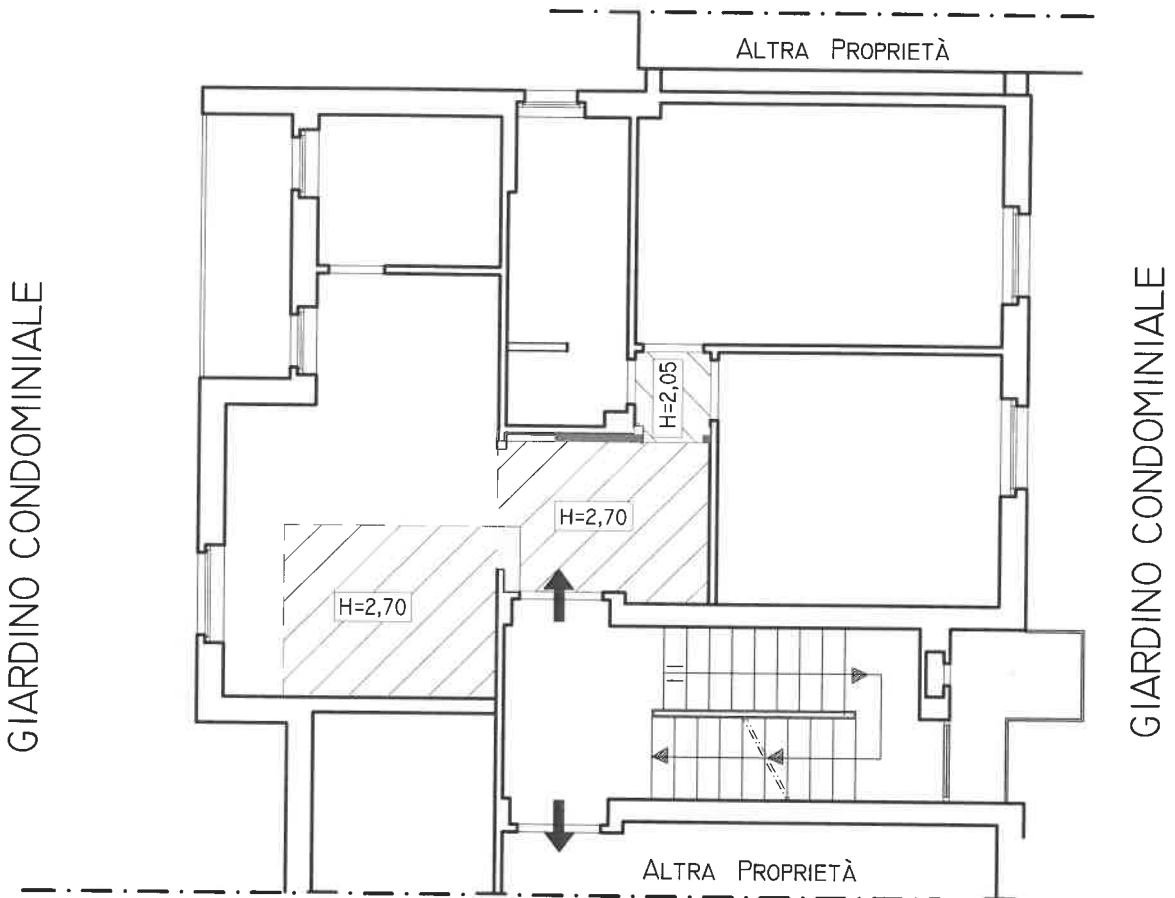 ALTRA PROPRIETÀ
GIARDINO CONDOMINIALE
GIARDINO CONDOMINIALE
H=2,05
H=2,70
H=2,70
ALTRA PROPRIETÀ